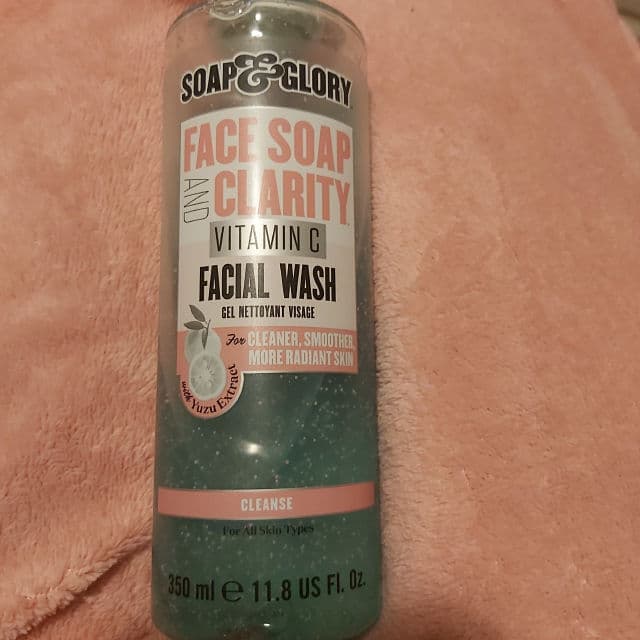 SOAP & GLORY
FACE SOAP
AND CLARITY
VITAMIN C
FACIAL WASH
GEL NETTOYANT VISAGE
For CLEANER, SMOOTHER,
MORE RADIANT SKIN
with Yuzu Extract
CLEANSE
For All Skin Types
350 ml e 11.8 US Fl. Oz.